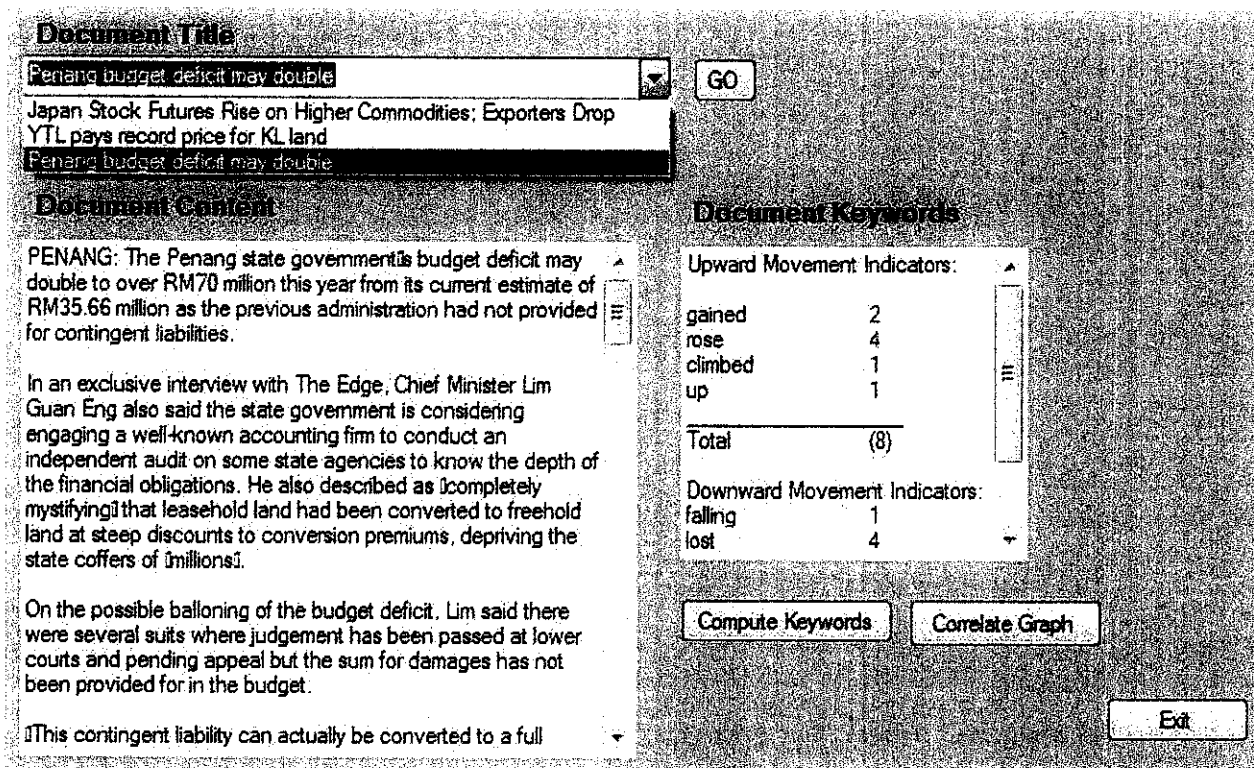 Document Title
Penang budget deficit may double
GO
Japan Stock Futures Rise on Higher Commodities; Exporters Drop
YTL pays record price for KL land
Penang budget deficit may double
Document Content
PENANG: The Penang state government▯s budget deficit may
double to over RM70 million this year from its current estimate of
RM35.66 million as the previous administration had not provided
for contingent liabilities.
In an exclusive interview with The Edge, Chief Minister Lim
Guan Eng also said the state government is considering
engaging a well-known accounting firm to conduct an
independent audit on some state agencies to know the depth of
the financial obligations. He also described as ▯completely
mystifying▯ that leasehold land had been converted to freehold
land at steep discounts to conversion premiums, depriving the
state coffers of ▯millions▯.
On the possible balloning of the budget deficit, Lim said there
were several suits where judgement has been passed at lower
courts and pending appeal but the sum for damages has not
been provided for in the budget.
▯This contingent liability can actually be converted to a full
Document Keywords
Upward Movement Indicators:
gained 2
rose 4
climbed 1
up 1
Total (8)
Downward Movement Indicators:
falling 1
lost 4
Compute Keywords
Correlate Graph
Exit